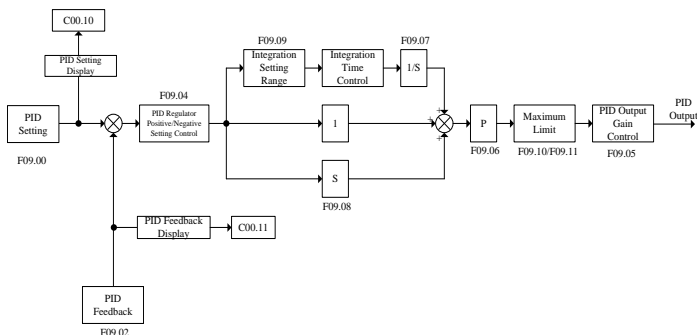 C00.10
PID Setting
Display
F09.09
F09.07
Integration
Setting
Range
Integration
Time
Control
1/S
F09.04
PID
Setting
PID Regulator
Positive/Negative
Setting Control
F09.00
1
+
+
+
P
F09.06
Maximum
Limit
F09.10/F09.11
PID Output
Gain
Control
F09.05
PID
Output
S
F09.08
PID Feedback
Display
C00.11
PID
Feedback
F09.02